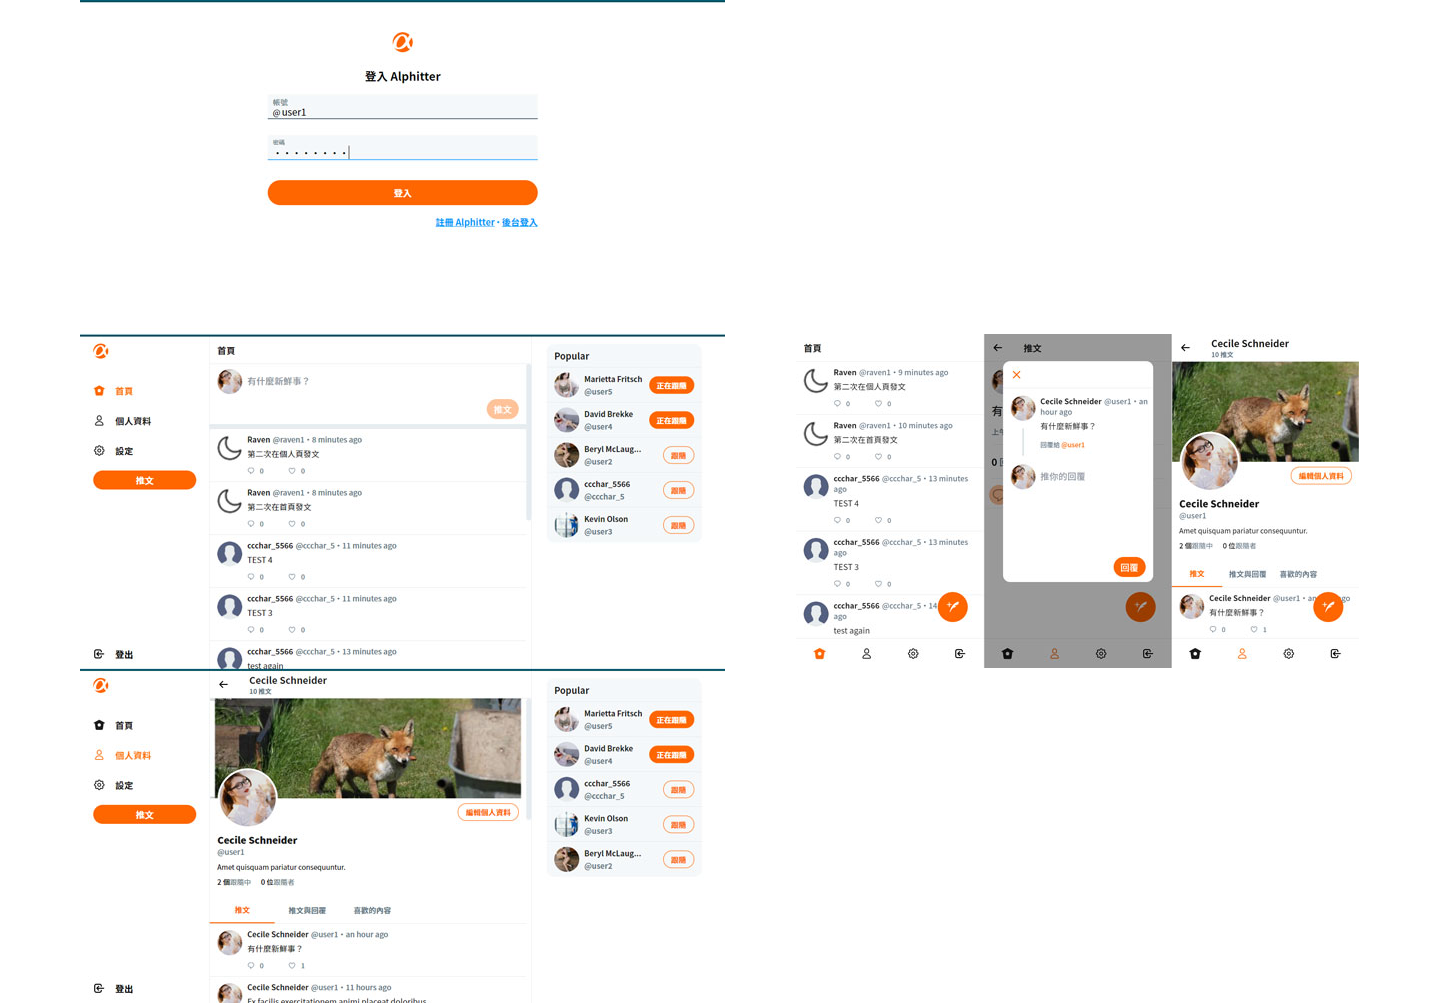 登入 Alphitter
帳號
@user1
密碼
••••••••
登入
註冊 Alphitter・後台登入
首頁
個人資料
設定
推文
登出
首頁
有什麼新鮮事？
推文
Raven @raven1・8 minutes ago
第二次在個人頁發文
0 0
Raven @raven1・8 minutes ago
第二次在首頁發文
0 0
ccchar_5566 @ccchar_5・11 minutes ago
TEST 4
0 0
ccchar_5566 @ccchar_5・11 minutes ago
TEST 3
0 0
ccchar_5566 @ccchar_5・13 minutes ago
test again
Popular
Marietta Fritsch
@user5
正在跟隨
David Brekke
@user4
正在跟隨
Beryl McLaug...
@user2
跟隨
ccchar_5566
@ccchar_5
跟隨
Kevin Olson
@user3
跟隨
首頁
Raven @raven1・9 minutes ago
第二次在個人頁發文
0 0
Raven @raven1・10 minutes ago
第二次在首頁發文
0 0
ccchar_5566 @ccchar_5・13 minutes
ago
TEST 4
0 0
ccchar_5566 @ccchar_5・13 minutes
ago
TEST 3
0 0
ccchar_5566 @ccchar_5・14
ago
test again
推文
有
上午
0
Cecile Schneider @user1・an
hour ago
有什麼新鮮事？
回覆給 @user1
推你的回覆
回覆
Cecile Schneider
10 推文
編輯個人資料
Cecile Schneider
@user1
Amet quisquam pariatur consequuntur.
2 個跟隨中 0 位跟隨者
推文 推文與回覆 喜歡的內容
Cecile Schneider @user1・an ago
有什麼新鮮事？
0 1
首頁
個人資料
設定
推文
登出
Cecile Schneider
10 推文
編輯個人資料
Cecile Schneider
@user1
Amet quisquam pariatur consequuntur.
2 個跟隨中 0 位跟隨者
推文 推文與回覆 喜歡的內容
Cecile Schneider @user1・an hour ago
有什麼新鮮事？
0 1
Cecile Schneider @user1・11 hours ago
Ex facilis exercitationem animi placeat doloribus
Popular
Marietta Fritsch
@user5
正在跟隨
David Brekke
@user4
正在跟隨
ccchar_5566
@ccchar_5
跟隨
Kevin Olson
@user3
跟隨
Beryl McLaug...
@user2
跟隨